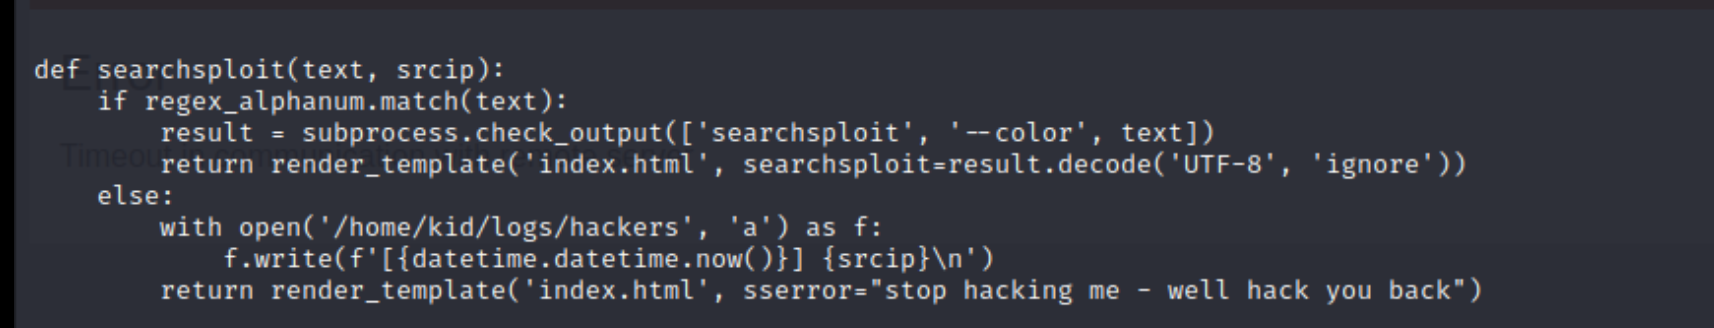 def searchsploit(text, srcip):
    if regex_alphanum.match(text):
        result = subprocess.check_output(['searchsploit', '--color', text])
        return render_template('index.html', searchsploit=result.decode('UTF-8', 'ignore'))
    else:
        with open('/home/kid/logs/hackers', 'a') as f:
            f.write(f'[{datetime.datetime.now()}] {srcip}\n')
        return render_template('index.html', sserror="stop hacking me - well hack you back")